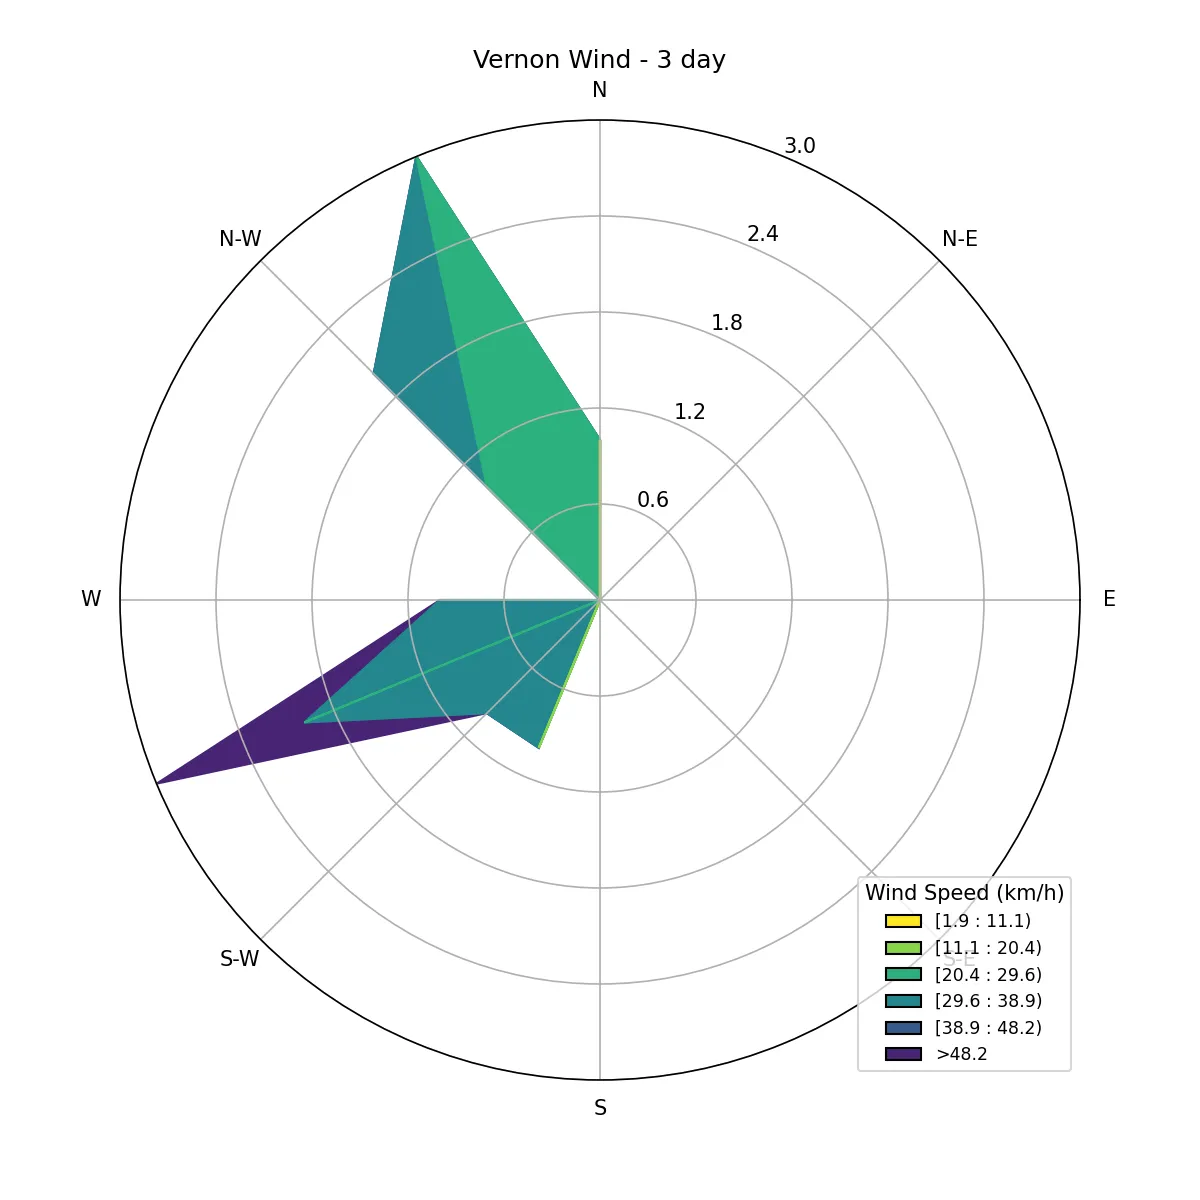 Vernon Wind - 3 day
N
3.0
2.4
N-W
N-E
1.8
1.2
0.6
W
E
Wind Speed (km/h)
[1.9 : 11.1)
[11.1 : 20.4)
S-W
S-E
[20.4 : 29.6)
[29.6 : 38.9)
[38.9 : 48.2)
>48.2
S